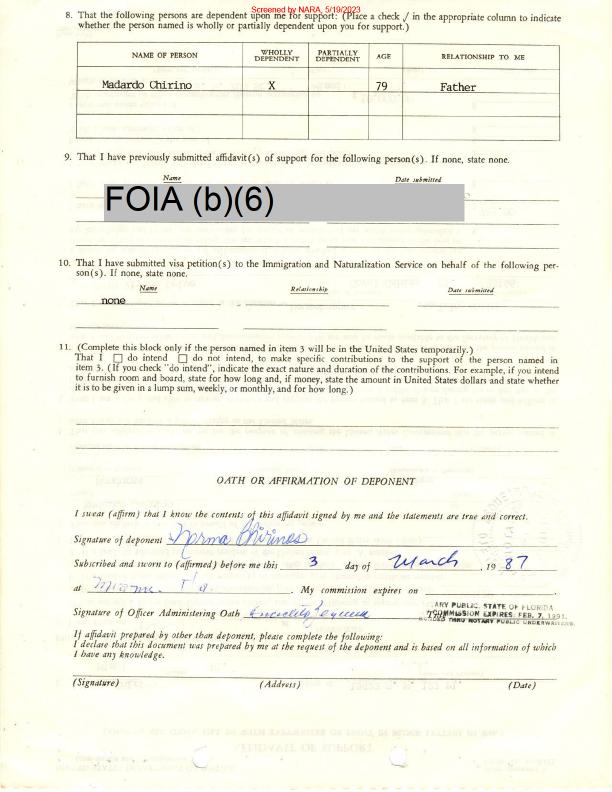 Screened by NARA, 5/19/2023
8. That the following persons are dependent upon me for support: (Place a check √ in the appropriate column to indicate
whether the person named is wholly or partially dependent upon you for support.)
NAME OF PERSON WHOLLY DEPENDENT PARTIALLY DEPENDENT AGE RELATIONSHIP TO ME
Madardo Chirino X 79 Father
9. That I have previously submitted affidavit(s) of support for the following person(s). If none, state none.
Name Date submitted
FOIA (b)(6)
10. That I have submitted visa petition(s) to the Immigration and Naturalization Service on behalf of the following per-
son(s). If none, state none.
Name Relationship Date submitted
none
11. (Complete this block only if the person named in item 3 will be in the United States temporarily.)
That I ☐ do intend ☐ do not intend, to make specific contributions to the support of the person named in
item 3. (If you check "do intend", indicate the exact nature and duration of the contributions. For example, if you intend
to furnish room and board, state for how long and, if money, state the amount in United States dollars and state whether
it is to be given in a lump sum, weekly, or monthly, and for how long.)
OATH OR AFFIRMATION OF DEPONENT
I swear (affirm) that I know the contents of this affidavit signed by me and the statements are true and correct.
Signature of deponent Norma Chirinos
Subscribed and sworn to (affirmed) before me this 3 day of March , 19 87
at Miami Fla. . My commission expires on
ARY PUBLIC, STATE OF FLORIDA
COMMISSION EXPIRES: FEB. 7, 1991.
THRU NOTARY PUBLIC UNDERWRITERS.
Signature of Officer Administering Oath
If affidavit prepared by other than deponent, please complete the following:
I declare that this document was prepared by me at the request of the deponent and is based on all information of which
I have any knowledge.
(Signature) (Address) (Date)